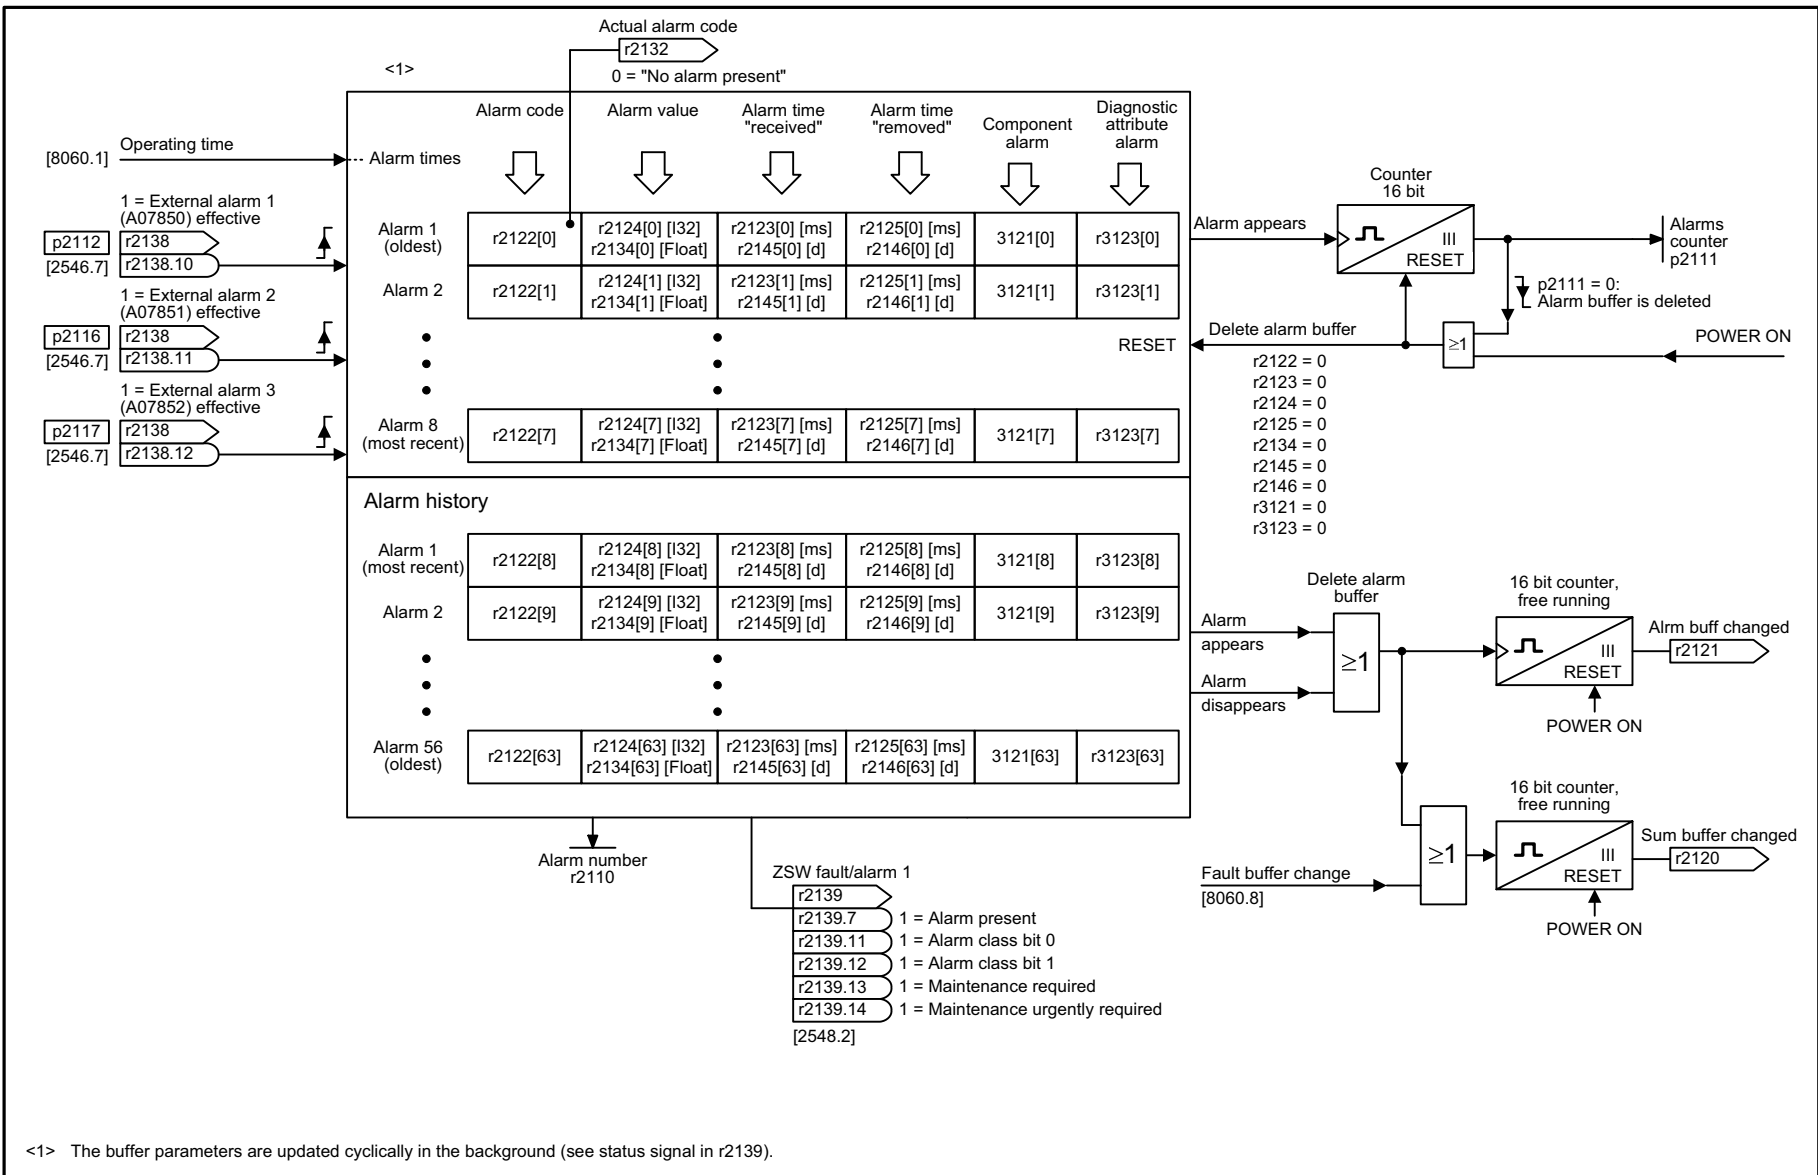 Actual alarm code
r2132
0 = "No alarm present"
<1>
Alarm code
Alarm value
Alarm time
"received"
Alarm time
"removed"
Component
alarm
Diagnostic
attribute
alarm
[8060.1]
Operating time
Alarm times
1 = External alarm 1
(A07850) effective
p2112
r2138
[2546.7]
r2138.10
1 = External alarm 2
(A07851) effective
p2116
r2138
[2546.7]
r2138.11
1 = External alarm 3
(A07852) effective
p2117
r2138
[2546.7]
r2138.12
Alarm 1
(oldest)
r2122[0]
r2124[0] [I32]
r2134[0] [Float]
r2123[0] [ms]
r2145[0] [d]
r2125[0] [ms]
r2146[0] [d]
3121[0]
r3123[0]
Alarm 2
r2122[1]
r2124[1] [I32]
r2134[1] [Float]
r2123[1] [ms]
r2145[1] [d]
r2125[1] [ms]
r2146[1] [d]
3121[1]
r3123[1]
RESET
Alarm 8
(most recent)
r2122[7]
r2124[7] [I32]
r2134[7] [Float]
r2123[7] [ms]
r2145[7] [d]
r2125[7] [ms]
r2146[7] [d]
3121[7]
r3123[7]
Alarm appears
Counter
16 bit
III
RESET
Alarms
counter
p2111
p2111 = 0:
Alarm buffer is deleted
≥1
POWER ON
Delete alarm buffer
r2122 = 0
r2123 = 0
r2124 = 0
r2125 = 0
r2134 = 0
r2145 = 0
r2146 = 0
r3121 = 0
r3123 = 0
Alarm history
Alarm 1
(most recent)
r2122[8]
r2124[8] [I32]
r2134[8] [Float]
r2123[8] [ms]
r2145[8] [d]
r2125[8] [ms]
r2146[8] [d]
3121[8]
r3123[8]
Alarm 2
r2122[9]
r2124[9] [I32]
r2134[9] [Float]
r2123[9] [ms]
r2145[9] [d]
r2125[9] [ms]
r2146[9] [d]
3121[9]
r3123[9]
Alarm 56
(oldest)
r2122[63]
r2124[63] [I32]
r2134[63] [Float]
r2123[63] [ms]
r2145[63] [d]
r2125[63] [ms]
r2146[63] [d]
3121[63]
r3123[63]
Alarm
appears
Alarm
disappears
Delete alarm
buffer
≥1
16 bit counter,
free running
III
RESET
POWER ON
Alrm buff changed
r2121
Fault buffer change
[8060.8]
≥1
16 bit counter,
free running
III
RESET
POWER ON
Sum buffer changed
r2120
Alarm number
r2110
ZSW fault/alarm 1
r2139
r2139.7
1 = Alarm present
r2139.11
1 = Alarm class bit 0
r2139.12
1 = Alarm class bit 1
r2139.13
1 = Maintenance required
r2139.14
1 = Maintenance urgently required
[2548.2]
<1> The buffer parameters are updated cyclically in the background (see status signal in r2139).